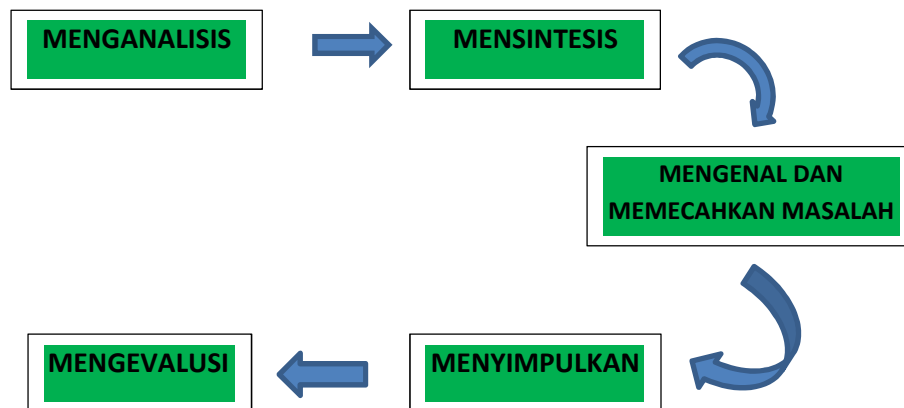 MENGANALISIS
MENSINTESIS
MENGENAL DAN
MEMECAHKAN MASALAH
MENYIMPULKAN
MENGEVALUSI